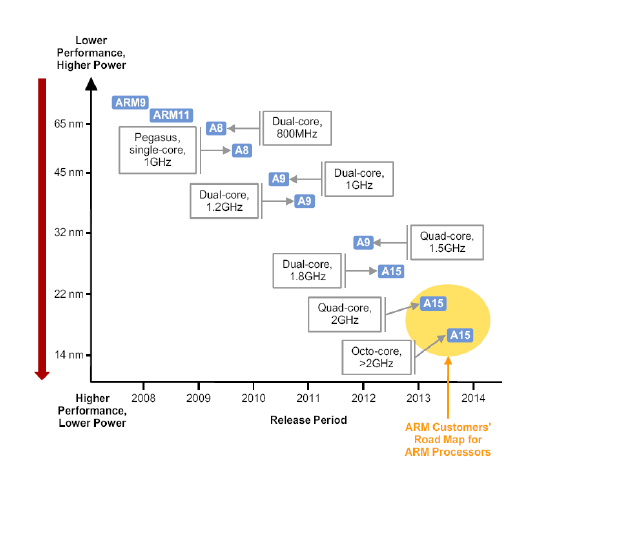 Lower
Performance,
Higher Power
ARM9
ARM11
65 nm
A8
Dual-core,
800MHz
Pegasus,
single-core,
1GHz
A8
45 nm
A9
Dual-core,
1GHz
Dual-core,
1.2GHz
A9
32 nm
A9
Quad-core,
1.5GHz
Dual-core,
1.8GHz
A15
22 nm
Quad-core,
2GHz
A15
A15
14 nm
Octo-core,
>2GHz
Higher
Performance,
Lower Power
2008 2009 2010 2011 2012 2013 2014
Release Period
ARM Customers'
Road Map for
ARM Processors